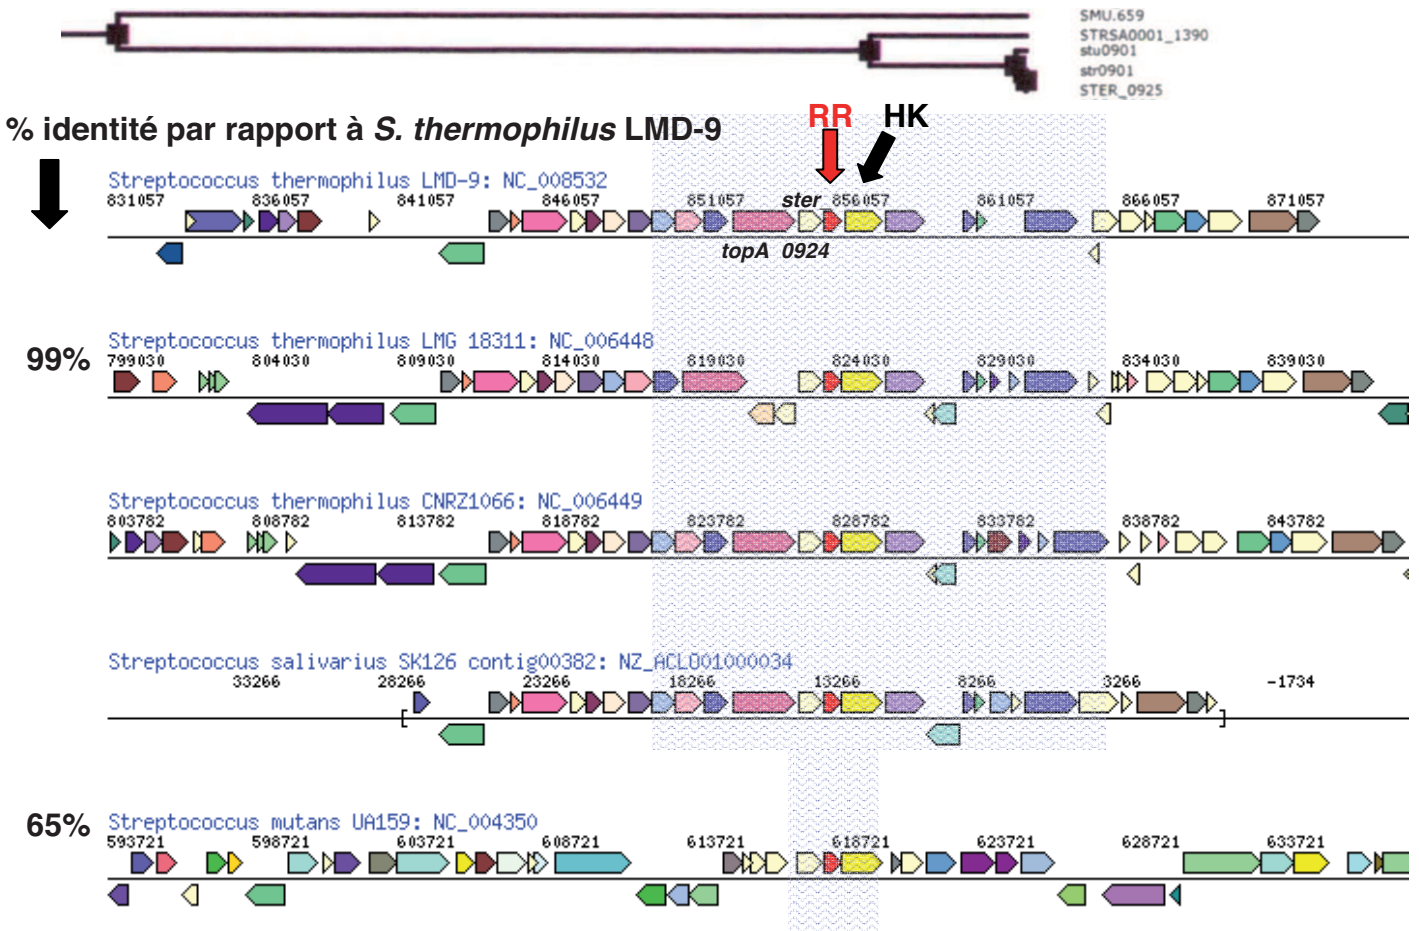 SMU.659
STRSA0001_1390
stu0901
str0901
STER_0925
% identité par rapport à S. thermophilus LMD-9
RR HK
Streptococcus thermophilus LMD-9: NC_008532
831057 836057 841057 846057 851057 ster 856057 861057 866057 871057
topA 0924
Streptococcus thermophilus LMG 18311: NC_006448
99% 799030 804030 809030 814030 819030 824030 829030 834030 839030
Streptococcus thermophilus CNRZ1066: NC_006449
803782 808782 813782 818782 823782 828782 833782 838782 843782
Streptococcus salivarius SK126 contig00382: NZ_ACLO01000034
33266 28266 23266 18266 13266 8266 3266 -1734
65% Streptococcus mutans UA159: NC_004350
593721 598721 603721 608721 613721 618721 623721 628721 633721